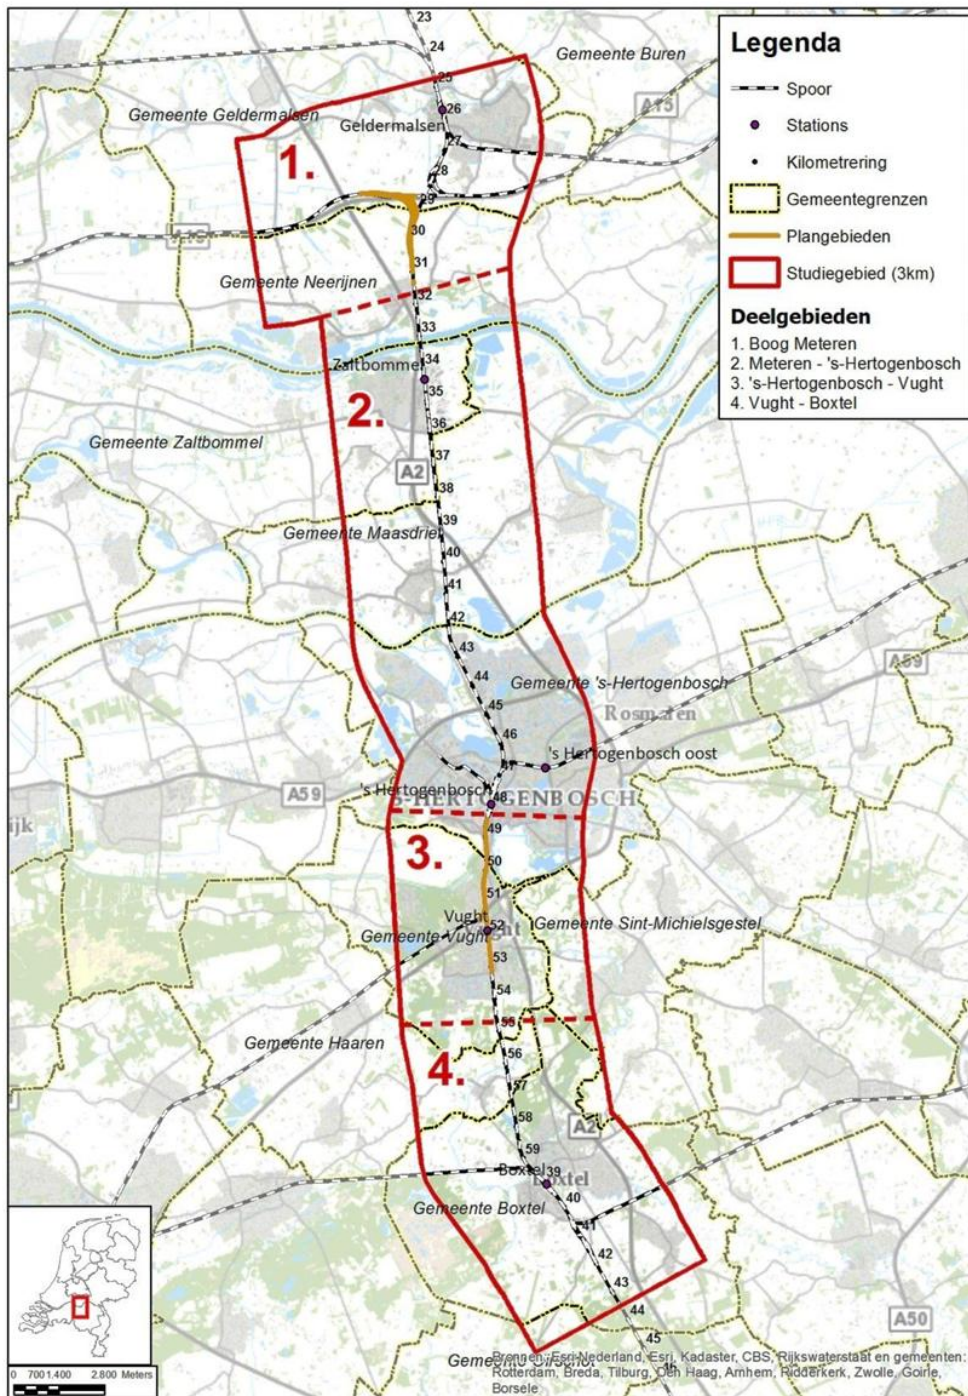 23
24
25
Gemeente Buren
Legenda
Spoor
Stations
Kilometrering
Gemeentegrenzen
Plangebieden
Studiegebied (3km)
Deelgebieden
1. Boog Meteren
2. Meteren - 's-Hertogenbosch
3. 's-Hertogenbosch - Vught
4. Vught - Boxtel
A15
Gemeente Geldermalsen
26
Geldermalsen
27
1.
28
29
30
A15
31
Gemeente Neerijnen
32
33
34
Zaltbommel
35
2.
36
Gemeente Zaltbommel
37
A2
38
39
Gemeente Maasdriel
40
41
42
43
44
Gemeente 's-Hertogenbosch
A59
45
Rosmalen
46
's Hertogenbosch oost
47
's Hertogenbosch
A59
48
S-HERTOGENBOSCH
ijk
49
3.
50
51
Vught
52
Gemeente Sint-Michielsgestel
Gemeente Vught
53
54
55
Gemeente Haaren
56
4.
57
58
A2
59
Boxtel
39
Boxtel
40
Gemeente Boxtel
41
42
43
44
A50
45
Bronnen: Esri Nederland, Esri, Kadaster, CBS, Rijkswaterstaat en gemeenten:
Rotterdam, Breda, Tilburg, Den Haag, Arnhem, Ridderkerk, Zwolle, Goirle,
Borsele
0 700 1.400 2.800 Meters